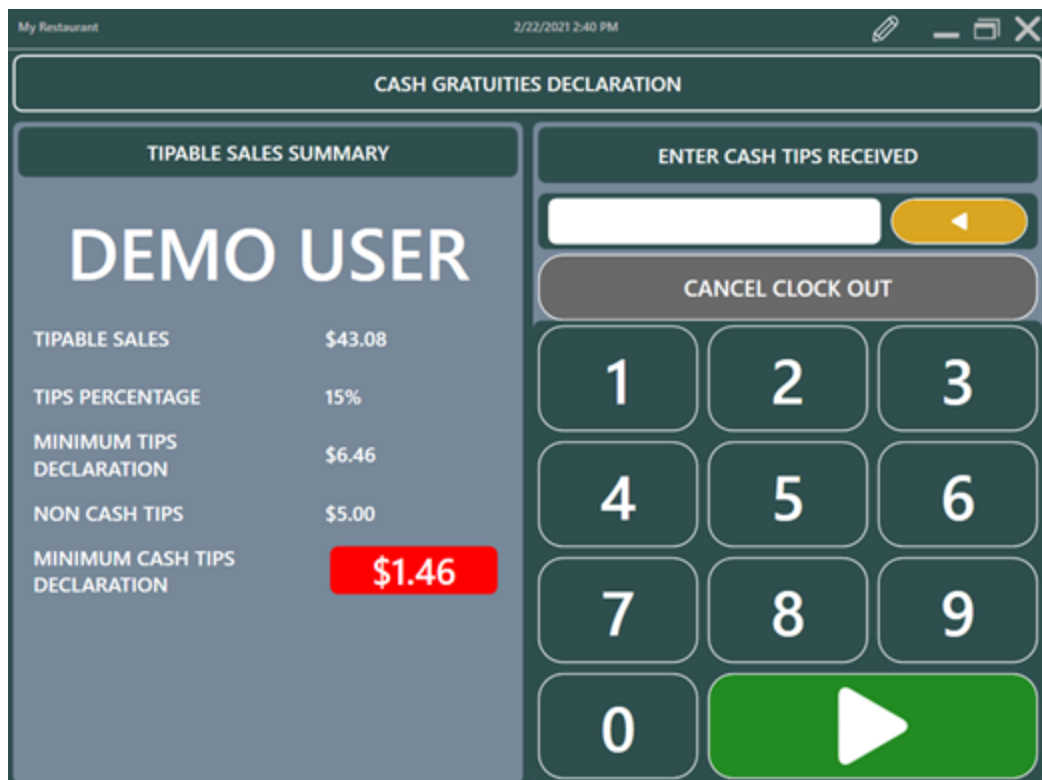 My Restaurant
2/22/2021 2:40 PM
CASH GRATUITIES DECLARATION
TIPABLE SALES SUMMARY
DEMO USER
TIPABLE SALES $43.08
TIPS PERCENTAGE 15%
MINIMUM TIPS
DECLARATION
$6.46
NON CASH TIPS $5.00
MINIMUM CASH TIPS
DECLARATION
$1.46
ENTER CASH TIPS RECEIVED
CANCEL CLOCK OUT
1 2 3
4 5 6
7 8 9
0